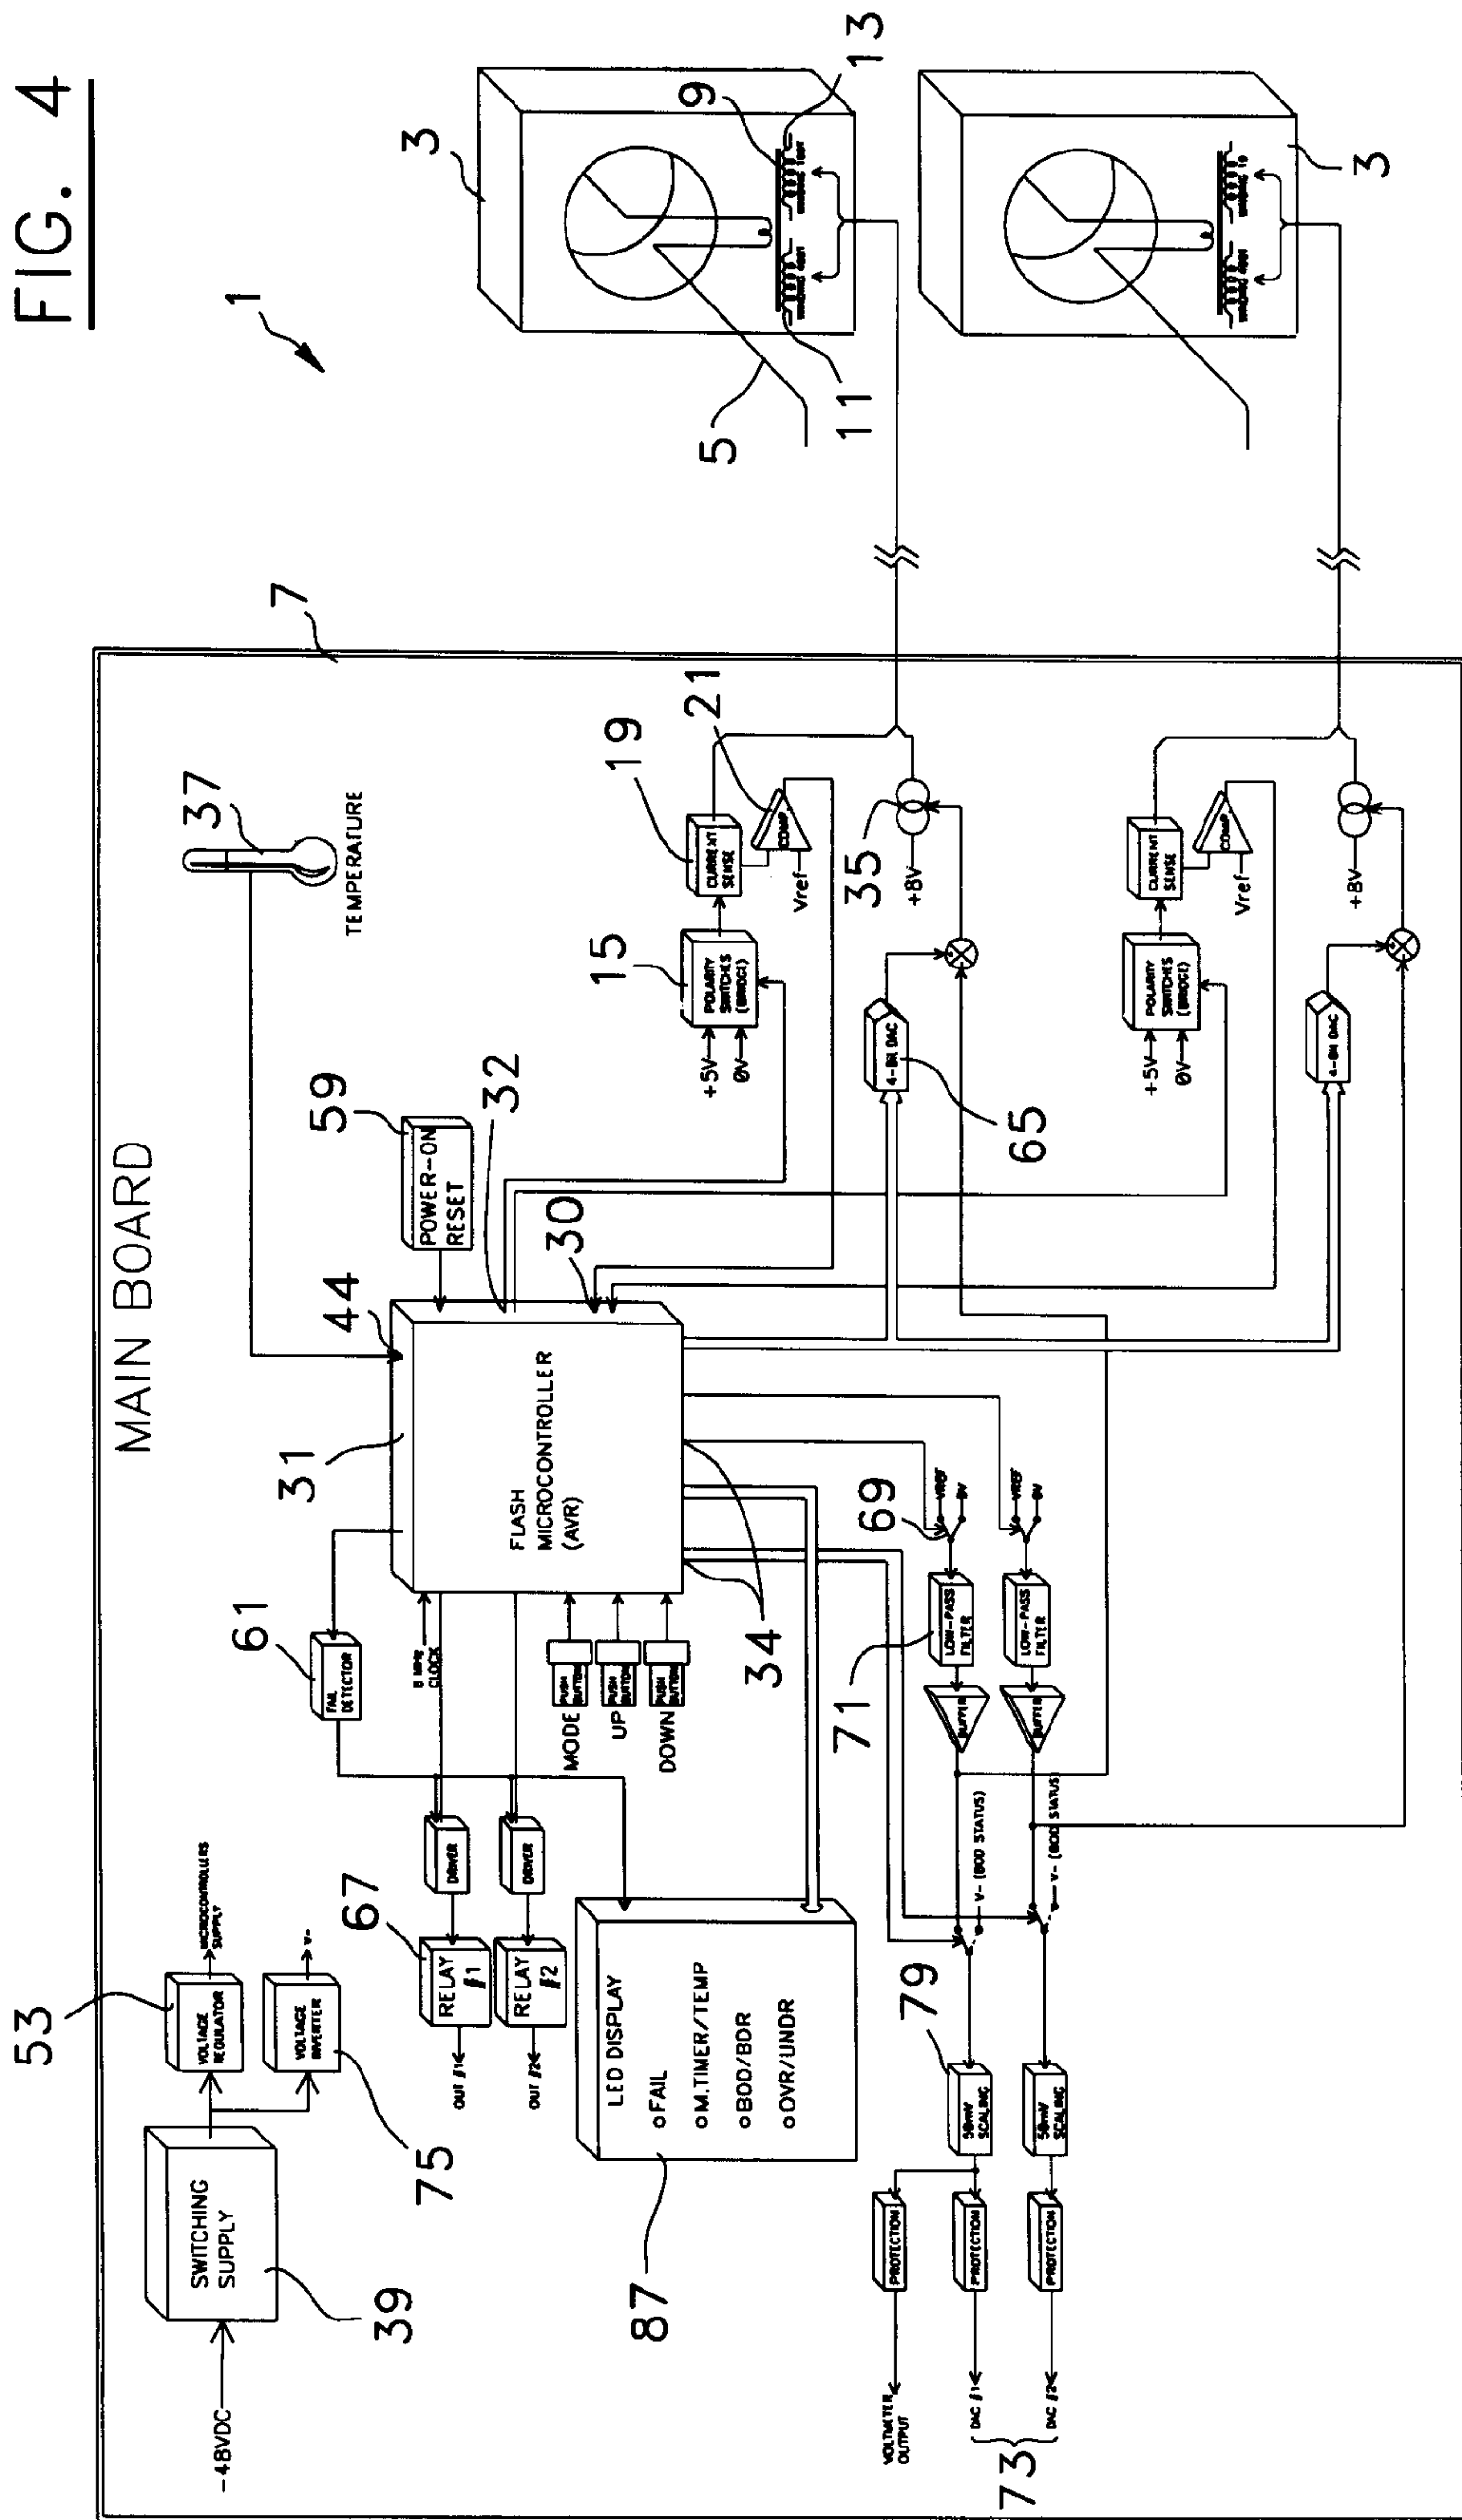 FIG. 4
1
MAIN BOARD
7
53
39
75
-48VDC
SWITCHING
SUPPLY
VOLTAGE
REGULATOR
MICROCONTROLLERS
SUPPLY
VOLTAGE
INVERTER
V-
37
TEMPERATURE
61
FAIL
DETECTOR
31
44
59
POWER-ON
RESET
32
30
34
FLASH
MICROCONTROLLER
(AVR)
8 MHz
CLOCK
PUSH
BUTTON
PUSH
BUTTON
PUSH
BUTTON
MODE
UP
DOWN
67
DRIVER
DRIVER
RELAY
#1
RELAY
#2
OUT #1
OUT #2
87
LED DISPLAY
FAIL
M.TIMER/TEMP
BOD/BDR
OVR/UNDR
15
+5V
0V
POLARITY
SWITCHES
(BRIDGE)
19
CURRENT
SENSE
21
COMP
Vref
35
+8V
65
4-BIT DAC
+5V
0V
POLARITY
SWITCHES
(BRIDGE)
CURRENT
SENSE
COMP
Vref
+8V
4-BIT DAC
69
VREF
0V
VREF
0V
71
LOW-PASS
FILTER
LOW-PASS
FILTER
BUFFER
BUFFER
V- (BOD STATUS)
V- (BOD STATUS)
79
50mV
SCALING
50mV
SCALING
PROTECTION
PROTECTION
PROTECTION
VOLTMETER
OUTPUT
DAC #1
DAC #2
73
3
5
9
11
13
WINDING 400T
WINDING 100T
3
WINDING 400T